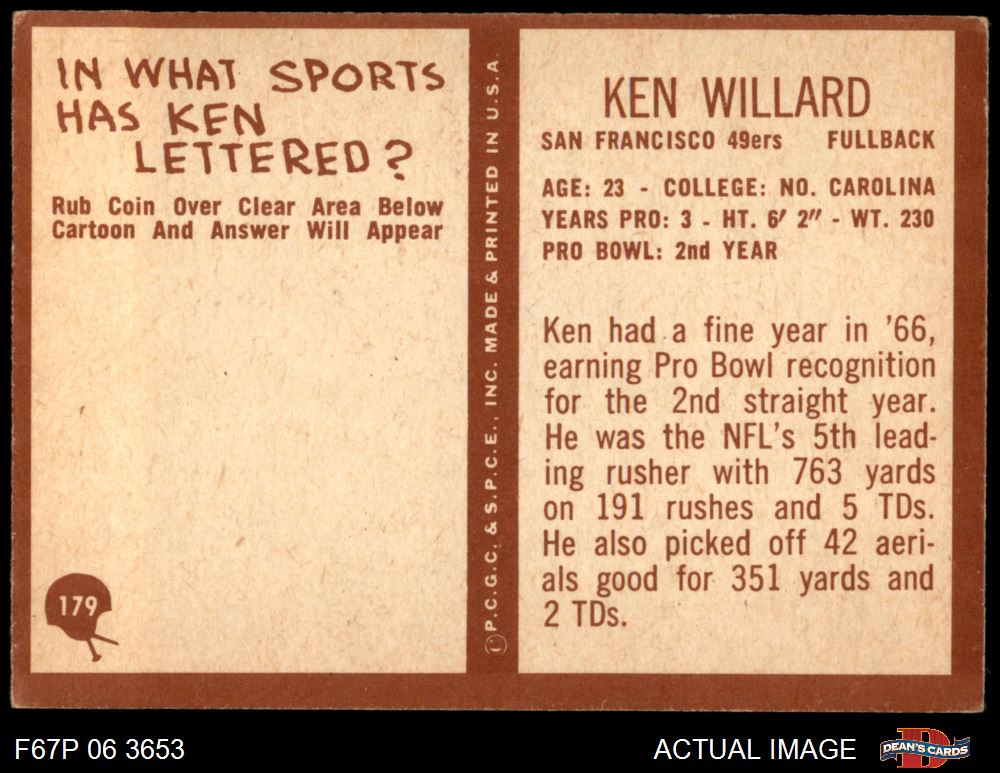 IN WHAT SPORTS
HAS KEN
LETTERED?
Rub Coin Over Clear Area Below
Cartoon And Answer Will Appear
179
©P.C.G.C. & S.P.C.E., INC. MADE & PRINTED IN U.S.A.
KEN WILLARD
SAN FRANCISCO 49ers FULLBACK
AGE: 23 - COLLEGE: NO. CAROLINA
YEARS PRO: 3 - HT. 6′ 2″ - WT. 230
PRO BOWL: 2nd YEAR
Ken had a fine year in ’66,
earning Pro Bowl recognition
for the 2nd straight year.
He was the NFL’s 5th lead-
ing rusher with 763 yards
on 191 rushes and 5 TDs.
He also picked off 42 aeri-
als good for 351 yards and
2 TDs.
F67P 06 3653
ACTUAL IMAGE
DEAN'S CARDS